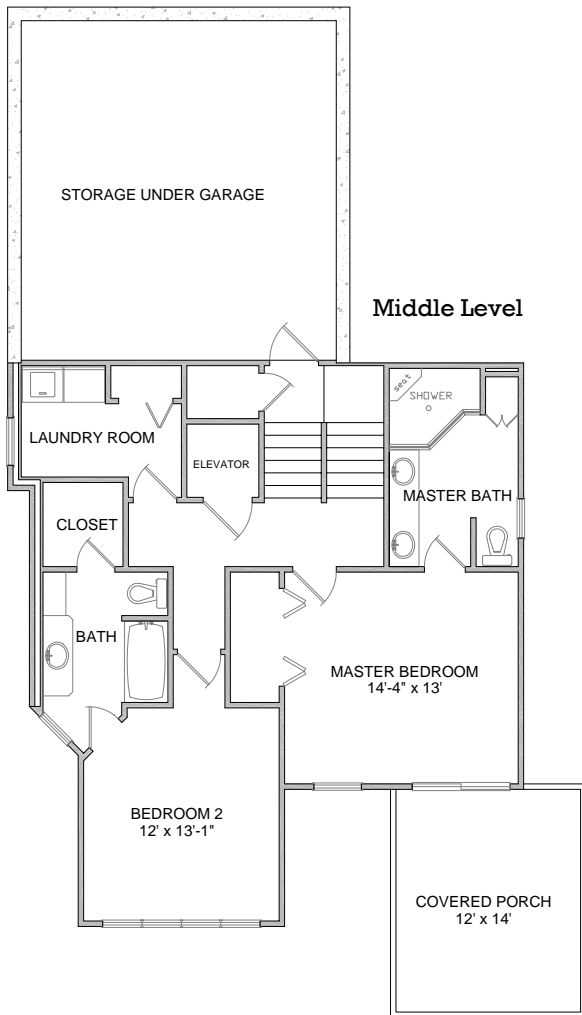 STORAGE UNDER GARAGE
Middle Level
seat
SHOWER
LAUNDRY ROOM
ELEVATOR
MASTER BATH
CLOSET
BATH
MASTER BEDROOM
14'-4" x 13'
BEDROOM 2
12' x 13'-1"
COVERED PORCH
12' x 14'